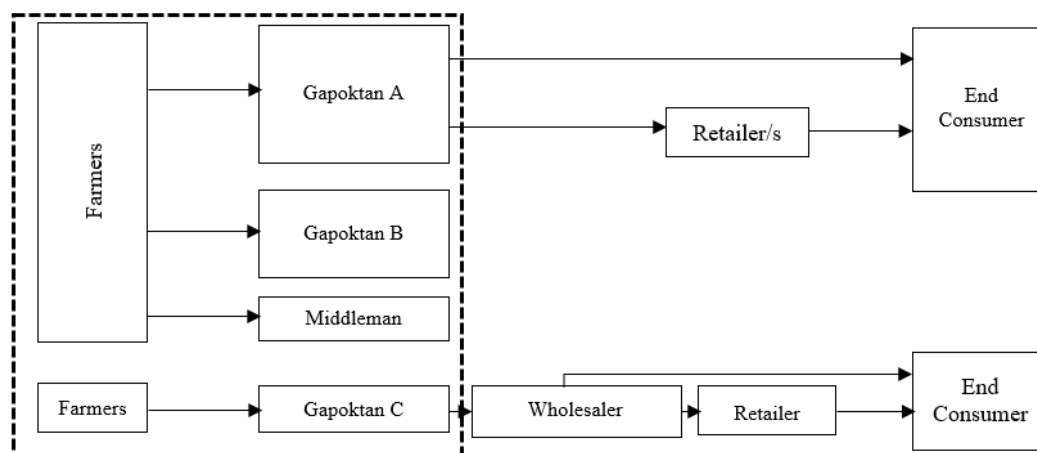 Farmers
Gapoktan A
Retailer/s
End
Consumer
Gapoktan B
Middleman
Farmers
Gapoktan C
Wholesaler
Retailer
End
Consumer